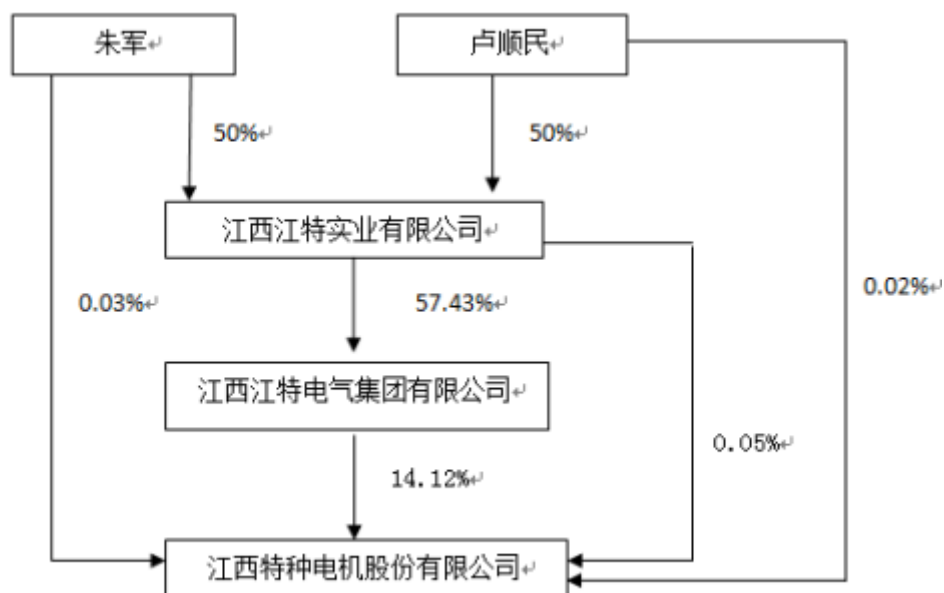 朱军
卢顺民
50%
50%
江西江特实业有限公司
0.03%
57.43%
0.02%
江西江特电气集团有限公司
0.05%
14.12%
江西特种电机股份有限公司